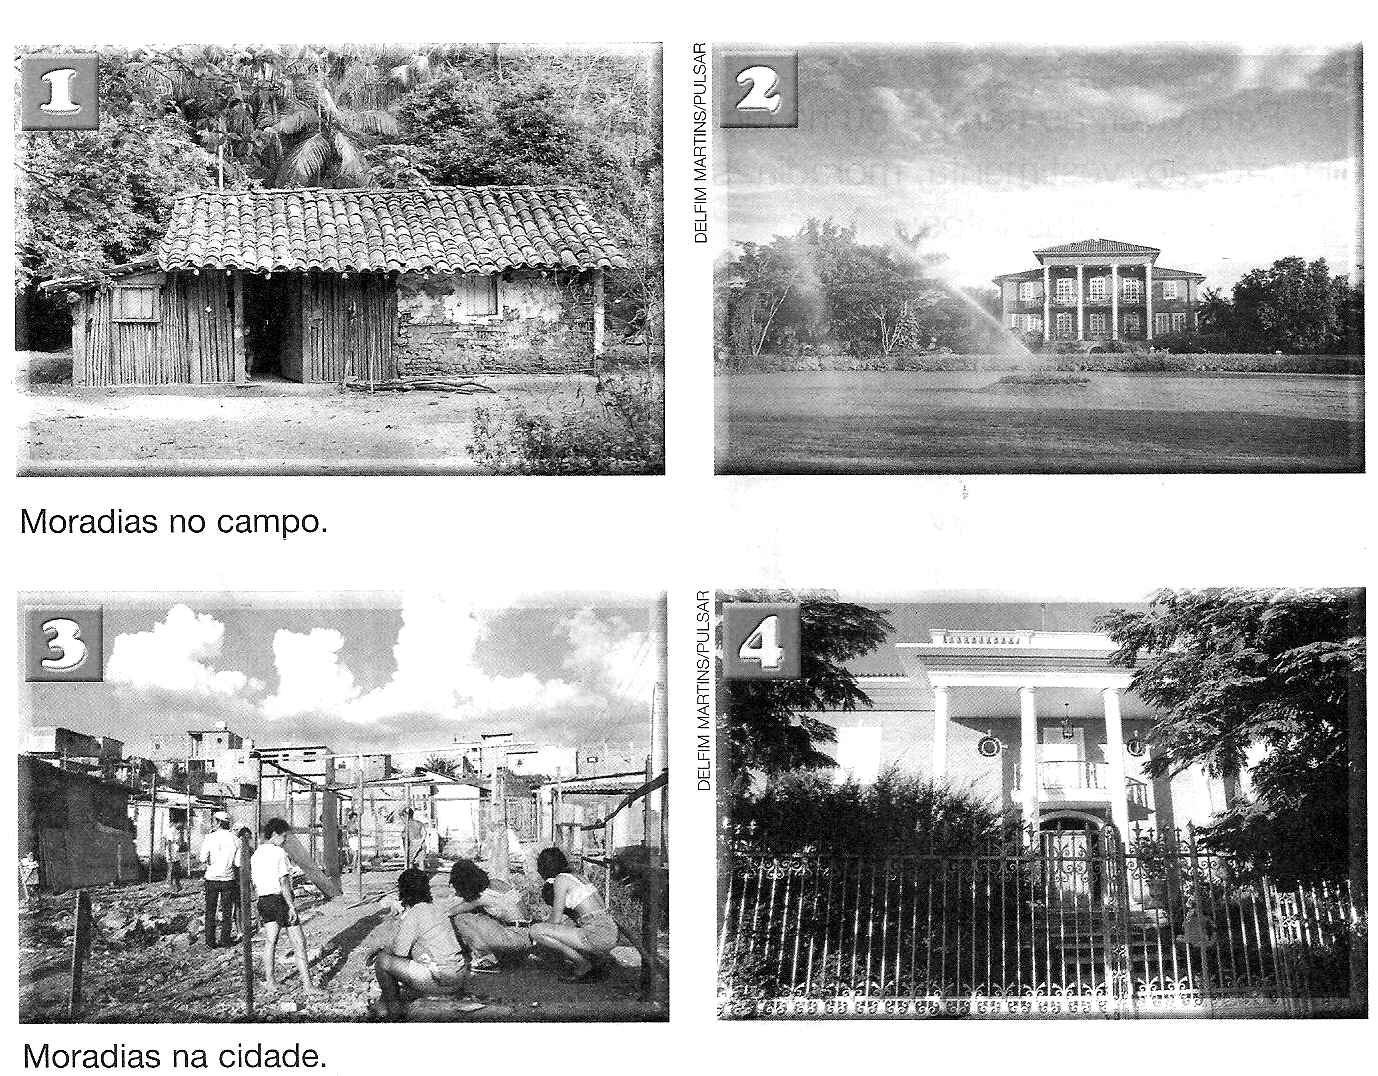 1
DELFIM MARTINS/PULSAR
2
Moradias no campo.
3
DELFIM MARTINS/PULSAR
4
Moradias na cidade.